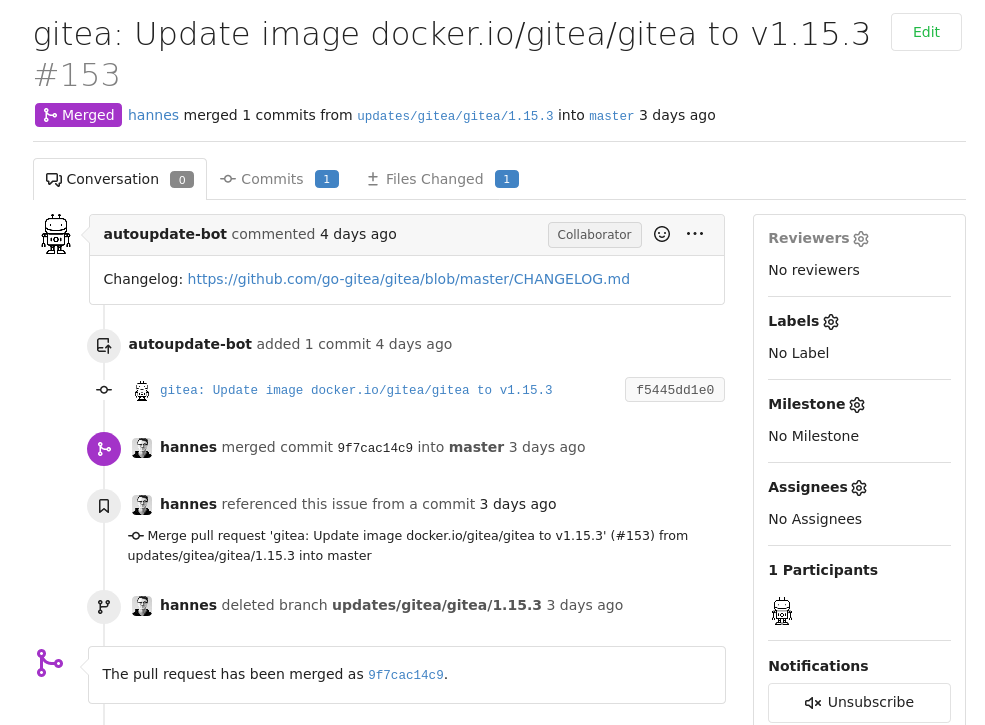 gitea: Update image docker.io/gitea/gitea to v1.15.3
#153
Edit
Merged hannes merged 1 commits from updates/gitea/gitea/1.15.3 into master 3 days ago
Conversation 0 Commits 1 Files Changed 1
autoupdate-bot commented 4 days ago Collaborator
Changelog: https://github.com/go-gitea/gitea/blob/master/CHANGELOG.md
autoupdate-bot added 1 commit 4 days ago
gitea: Update image docker.io/gitea/gitea to v1.15.3 f5445dd1e0
hannes merged commit 9f7cac14c9 into master 3 days ago
hannes referenced this issue from a commit 3 days ago
Merge pull request 'gitea: Update image docker.io/gitea/gitea to v1.15.3' (#153) from
updates/gitea/gitea/1.15.3 into master
hannes deleted branch updates/gitea/gitea/1.15.3 3 days ago
The pull request has been merged as 9f7cac14c9.
Reviewers
No reviewers
Labels
No Label
Milestone
No Milestone
Assignees
No Assignees
1 Participants
Notifications
Unsubscribe